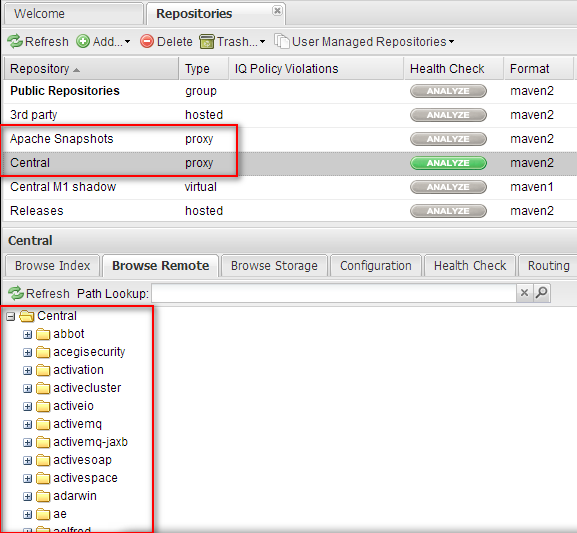 Welcome Repositories
Refresh Add... Delete Trash... User Managed Repositories
Repository Type IQ Policy Violations Health Check Format
Public Repositories group ANALYZE maven2
3rd party hosted ANALYZE maven2
Apache Snapshots proxy ANALYZE maven2
Central proxy ANALYZE maven2
Central M1 shadow virtual ANALYZE maven1
Releases hosted ANALYZE maven2
Central
Browse Index Browse Remote Browse Storage Configuration Health Check Routing
Refresh Path Lookup:
Central
abbot
acegisecurity
activation
activecluster
activeio
activemq
activemq-jaxb
activesoap
activespace
adarwin
ae
aelfred